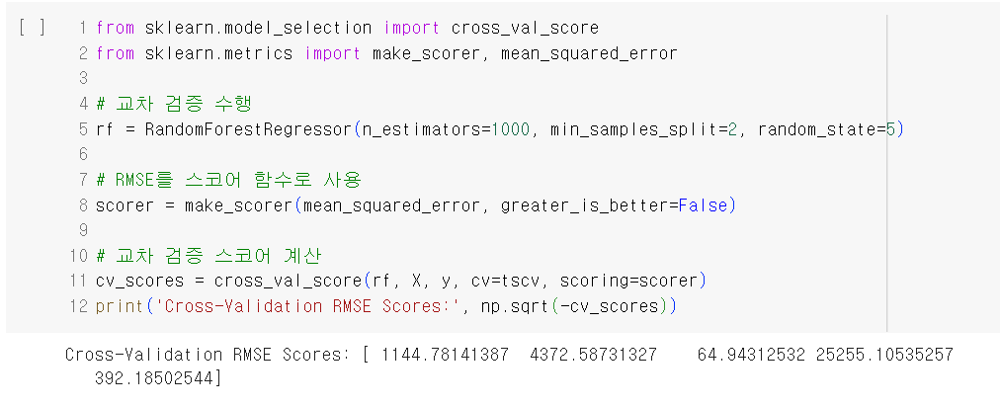 [ ] 1 from sklearn.model_selection import cross_val_score
2 from sklearn.metrics import make_scorer, mean_squared_error
3
4 # 교차 검증 수행
5 rf = RandomForestRegressor(n_estimators=1000, min_samples_split=2, random_state=5)
6
7 # RMSE를 스코어 함수로 사용
8 scorer = make_scorer(mean_squared_error, greater_is_better=False)
9
10 # 교차 검증 스코어 계산
11 cv_scores = cross_val_score(rf, X, y, cv=tscv, scoring=scorer)
12 print('Cross-Validation RMSE Scores:', np.sqrt(-cv_scores))
Cross-Validation RMSE Scores: [ 1144.78141387  4372.58731327    64.94312532 25255.10535257
392.18502544]